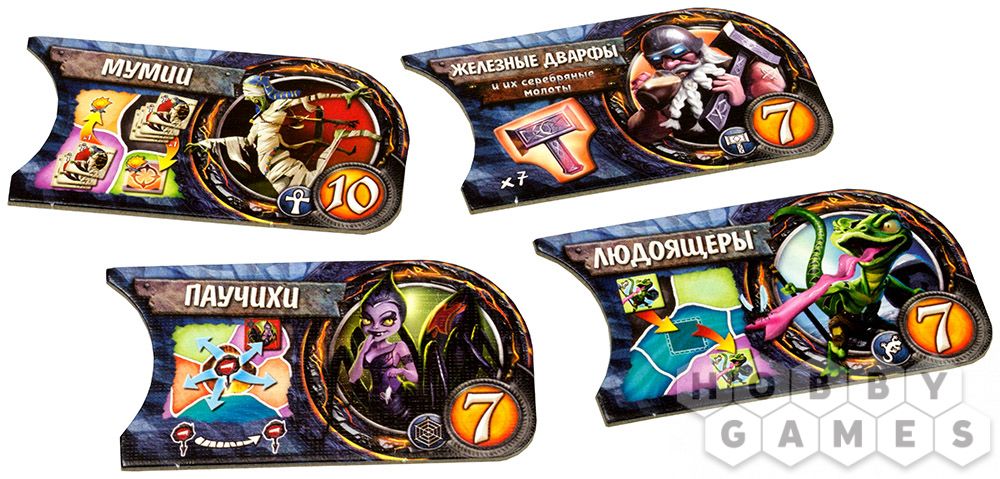 МУМИИ
10
ЖЕЛЕЗНЫЕ ДВАРФЫ
и их серебряные
молоты
x7
7
ПАУЧИХИ
7
ЛЮДОЯЩЕРЫ
7
HOBBY
GAMES